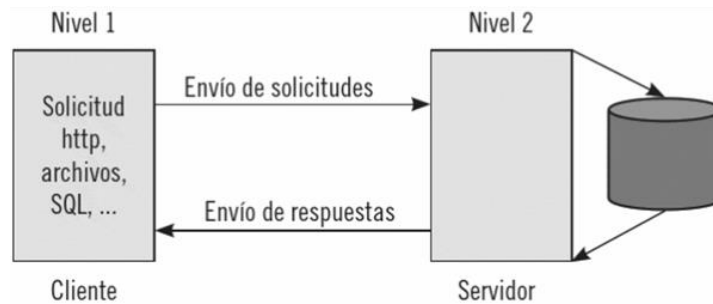 Nivel 1
Nivel 2
Envío de solicitudes
Solicitud
http,
archivos,
SQL, ...
Envío de respuestas
Cliente
Servidor